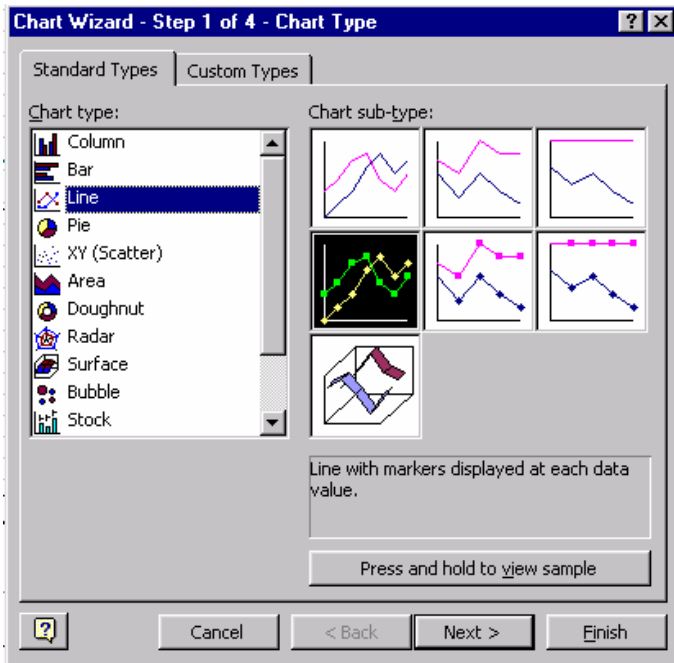 Chart Wizard - Step 1 of 4 - Chart Type
Standard Types
Custom Types
Chart type:
Chart sub-type:
Column
Bar
Line
Pie
XY (Scatter)
Area
Doughnut
Radar
Surface
Bubble
Stock
Line with markers displayed at each data
value.
Press and hold to view sample
Cancel
< Back
Next >
Finish